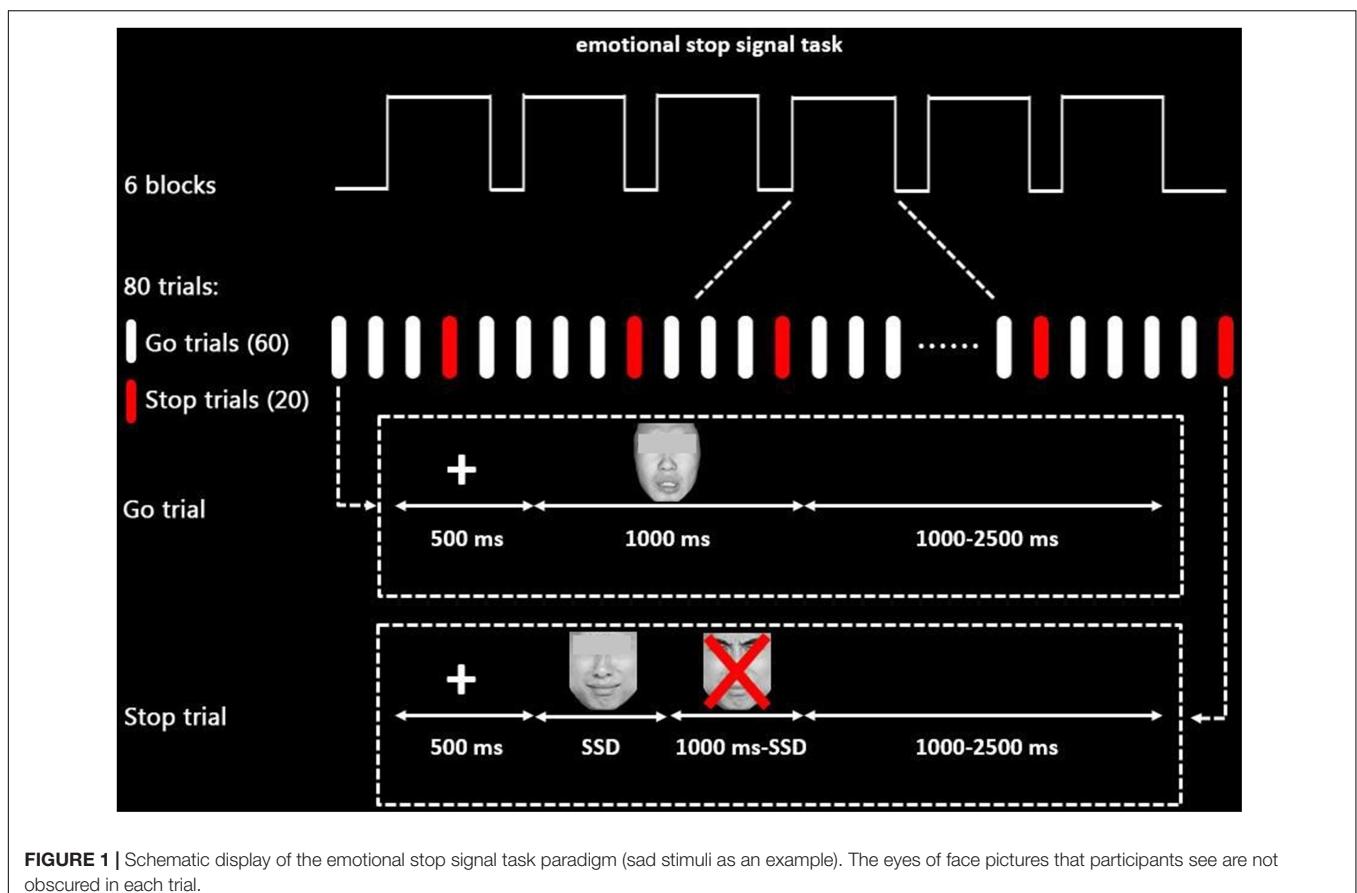 emotional stop signal task
6 blocks
80 trials:
Go trials (60)
......
Stop trials (20)
+
Go trial
500 ms
1000 ms
1000-2500 ms
+
Stop trial
500 ms
SSD
1000 ms-SSD
1000-2500 ms
FIGURE 1 | Schematic display of the emotional stop signal task paradigm (sad stimuli as an example). The eyes of face pictures that participants see are not
obscured in each trial.